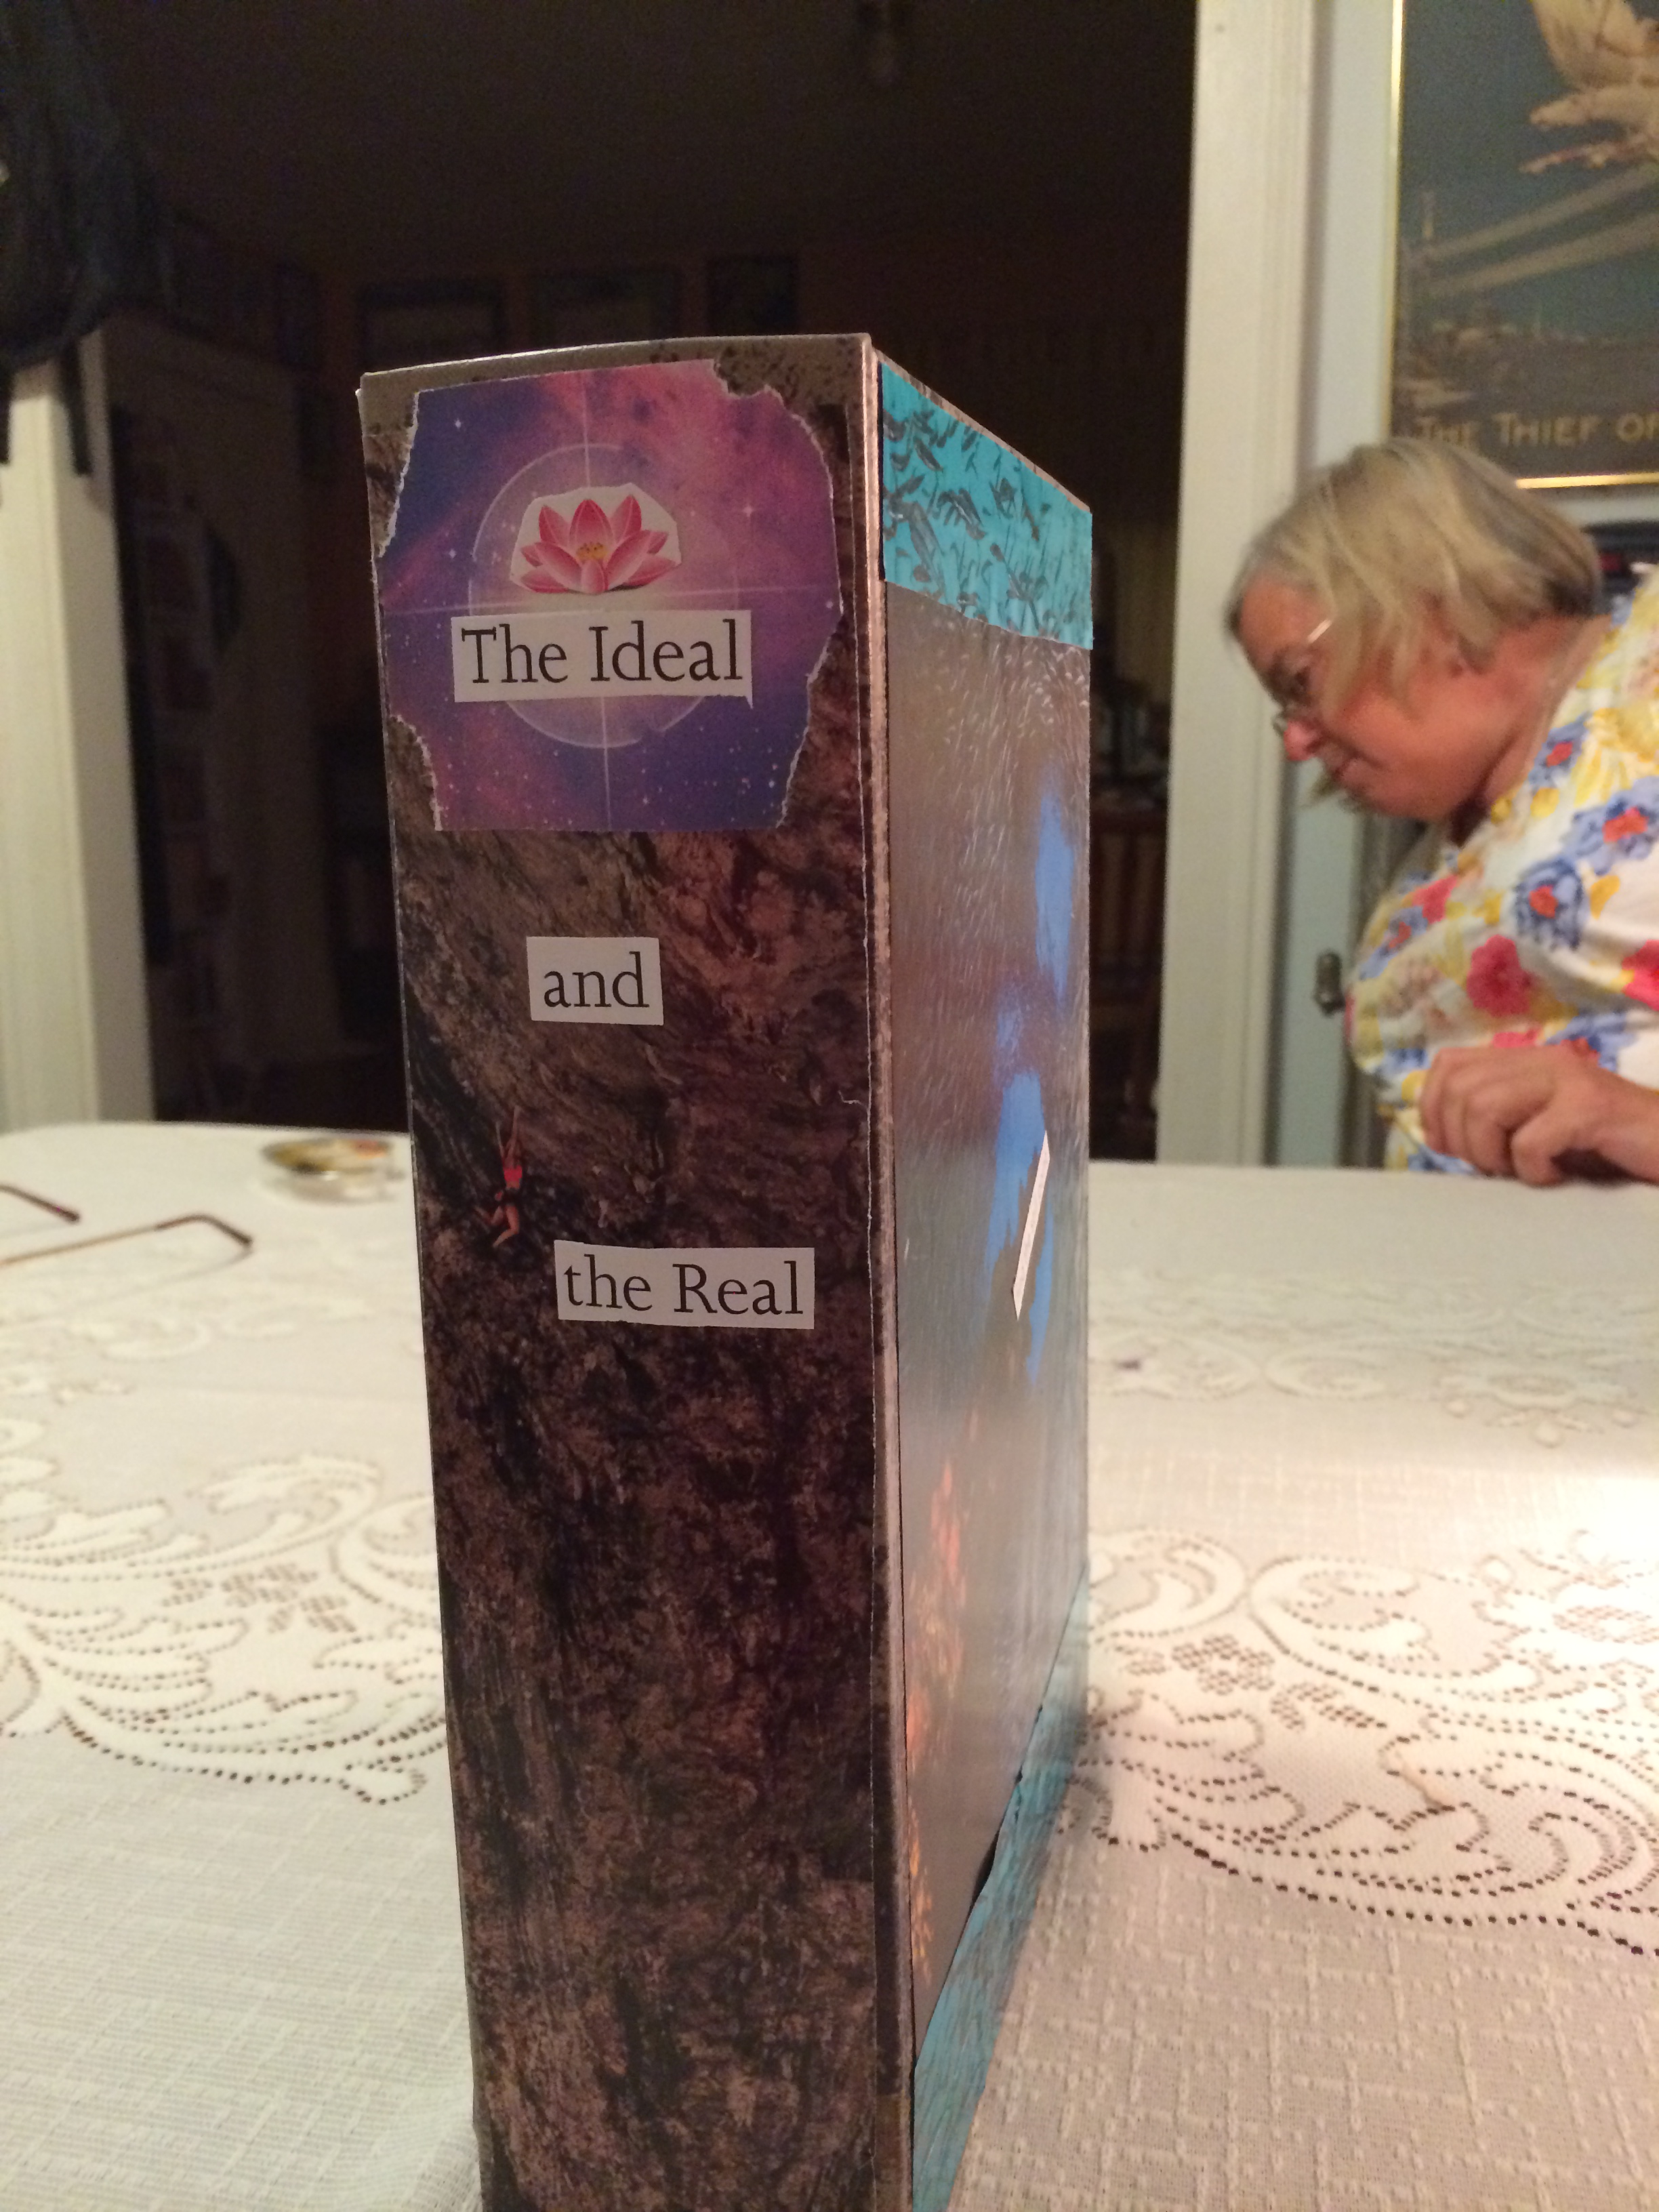 The Ideal
and
the Real
THE THIEF OF